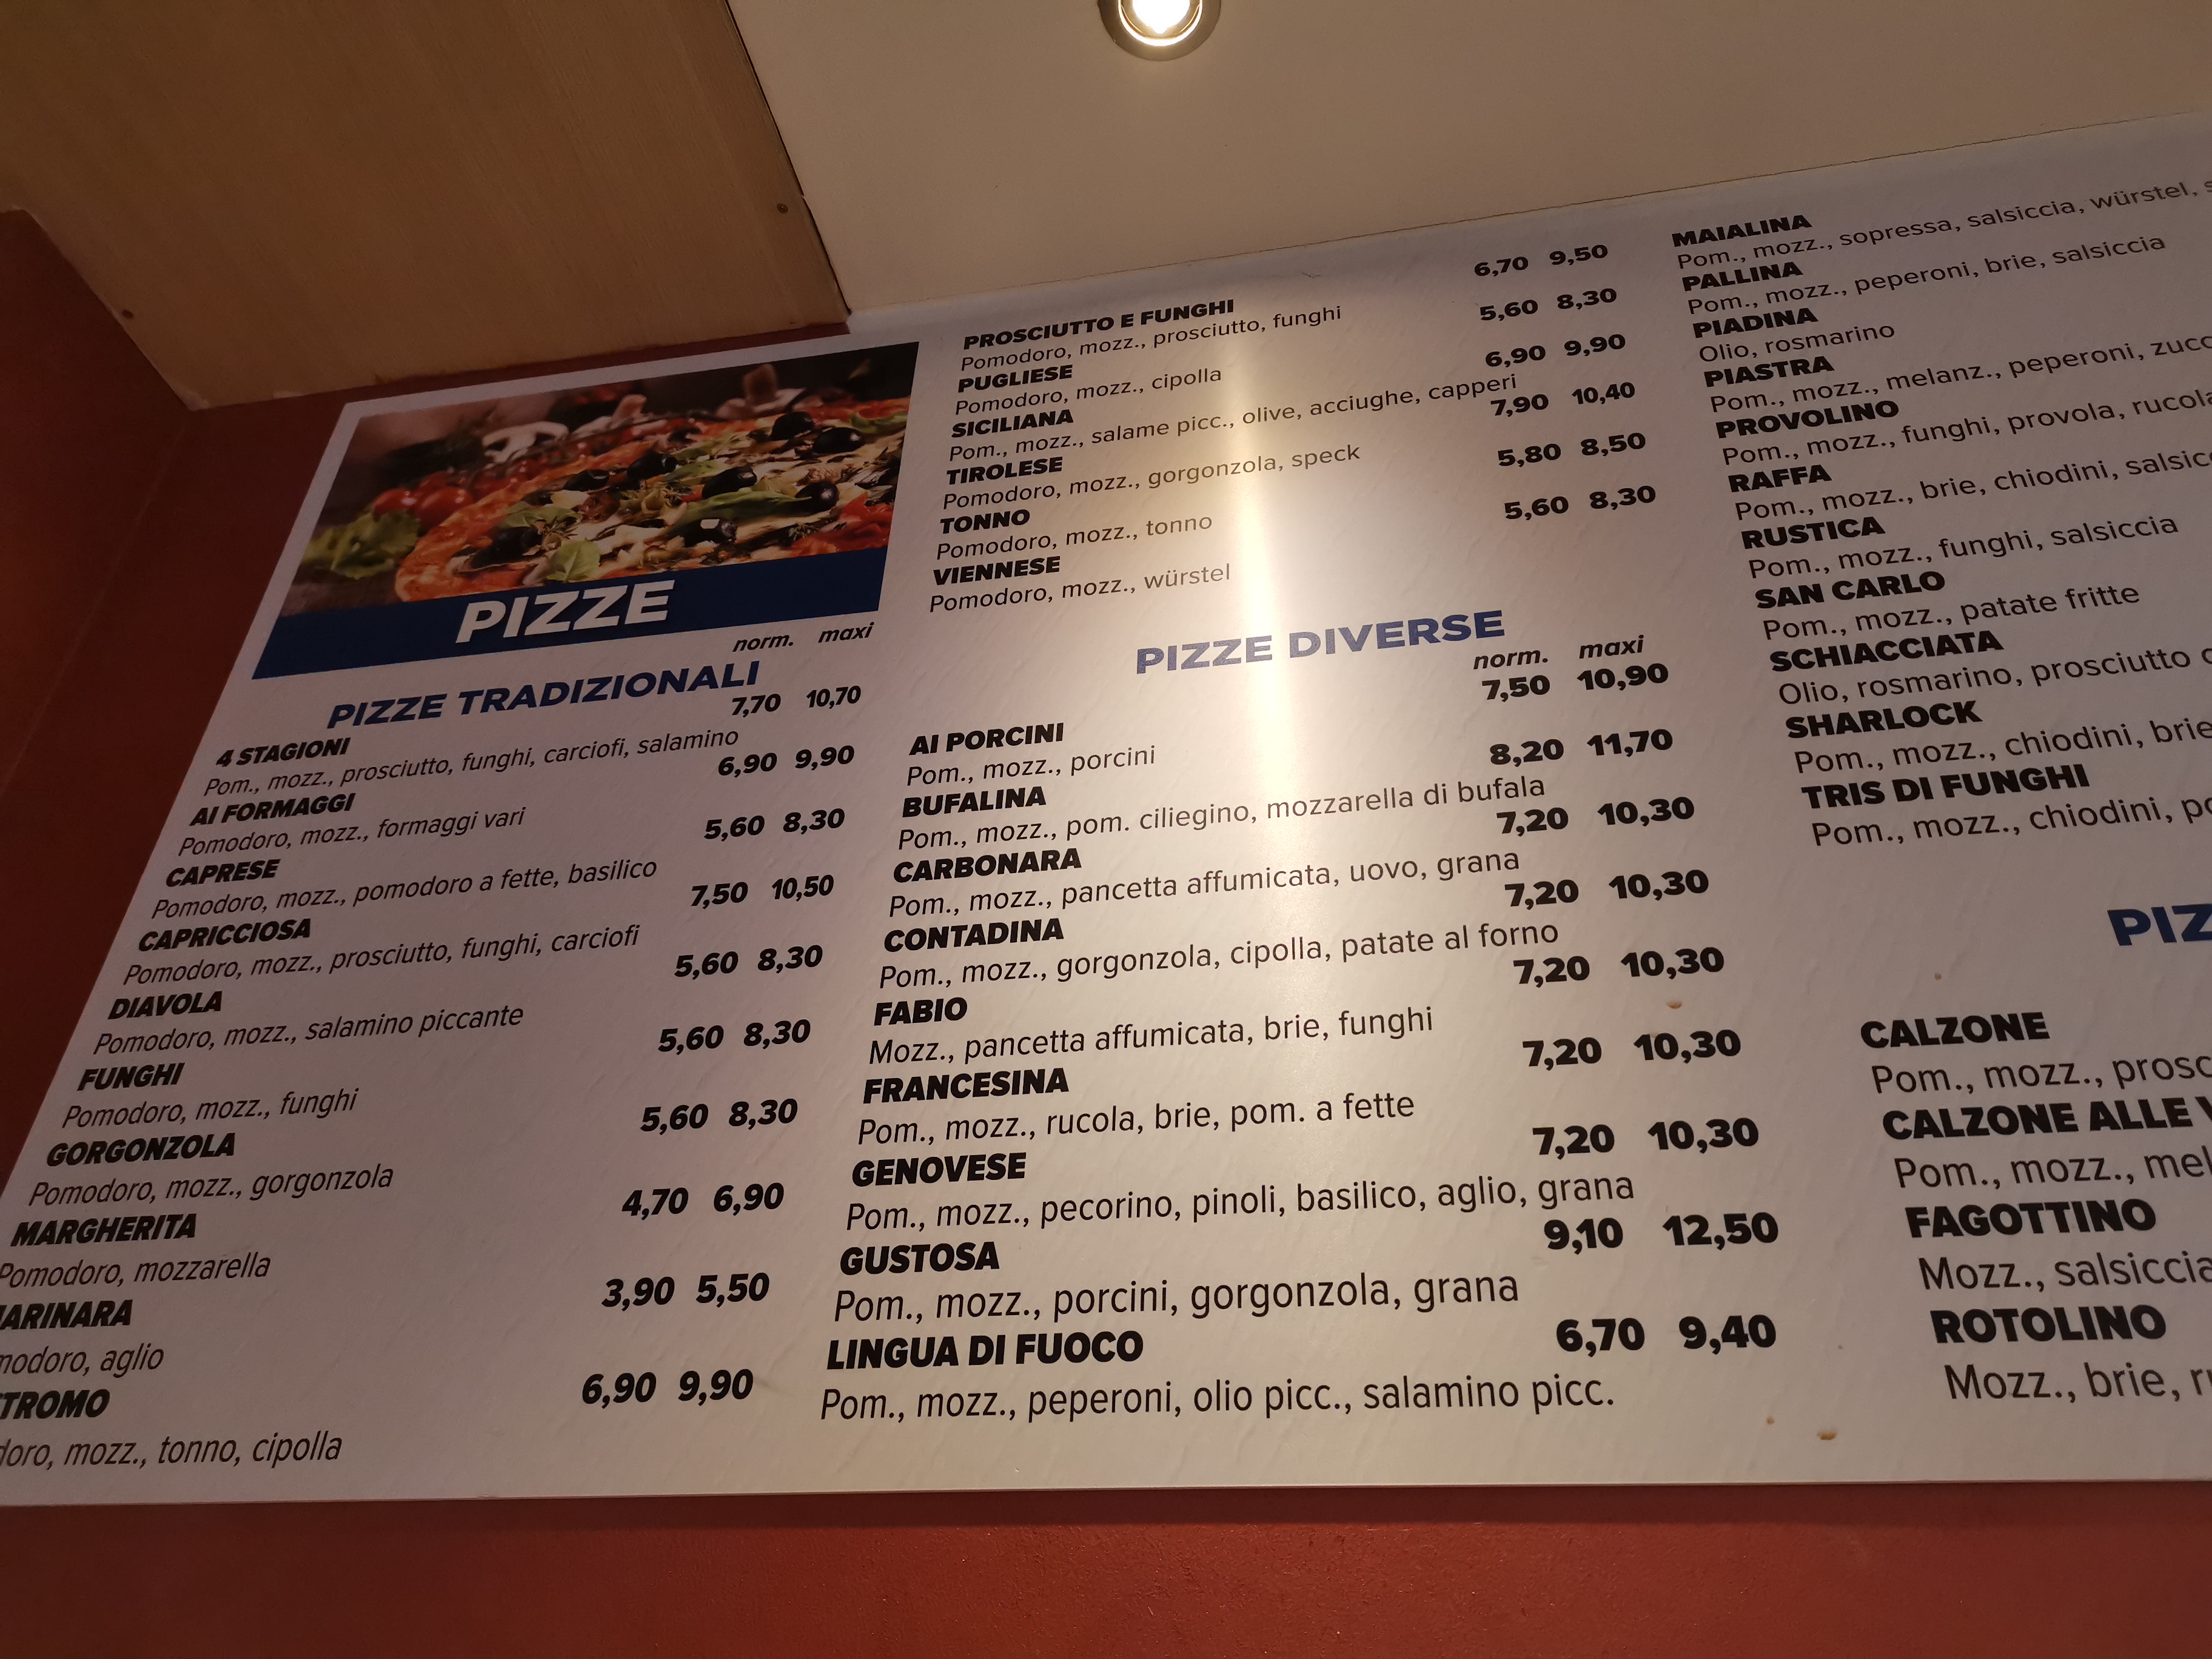 PIZZE
norm. maxi
PIZZE TRADIZIONALI
4 STAGIONI 7,70 10,70
Pom., mozz., prosciutto, funghi, carciofi, salamino
AI FORMAGGI 6,90 9,90
Pomodoro, mozz., formaggi vari
CAPRESE 5,60 8,30
Pomodoro, mozz., pomodoro a fette, basilico
CAPRICCIOSA 7,50 10,50
Pomodoro, mozz., prosciutto, funghi, carciofi
DIAVOLA 5,60 8,30
Pomodoro, mozz., salamino piccante
FUNGHI 5,60 8,30
Pomodoro, mozz., funghi
GORGONZOLA 5,60 8,30
Pomodoro, mozz., gorgonzola
MARGHERITA 4,70 6,90
Pomodoro, mozzarella
ARINARA 3,90 5,50
modoro, aglio
TROMO 6,90 9,90
doro, mozz., tonno, cipolla
PROSCIUTTO E FUNGHI 6,70 9,50
Pomodoro, mozz., prosciutto, funghi
PUGLIESE 5,60 8,30
Pomodoro, mozz., cipolla
SICILIANA 6,90 9,90
Pom., mozz., salame picc., olive, acciughe, capperi
TIROLESE 7,90 10,40
Pomodoro, mozz., gorgonzola, speck
TONNO 5,80 8,50
Pomodoro, mozz., tonno
VIENNESE 5,60 8,30
Pomodoro, mozz., würstel
PIZZE DIVERSE
norm. maxi
AI PORCINI 7,50 10,90
Pom., mozz., porcini
BUFALINA 8,20 11,70
Pom., mozz., pom. ciliegino, mozzarella di bufala
CARBONARA 7,20 10,30
Pom., mozz., pancetta affumicata, uovo, grana
CONTADINA 7,20 10,30
Pom., mozz., gorgonzola, cipolla, patate al forno
FABIO 7,20 10,30
Mozz., pancetta affumicata, brie, funghi
FRANCESINA 7,20 10,30
Pom., mozz., rucola, brie, pom. a fette
GENOVESE 7,20 10,30
Pom., mozz., pecorino, pinoli, basilico, aglio, grana
GUSTOSA 9,10 12,50
Pom., mozz., porcini, gorgonzola, grana
LINGUA DI FUOCO 6,70 9,40
Pom., mozz., peperoni, olio picc., salamino picc.
MAIALINA
Pom., mozz., sopressa, salsiccia, würstel, s
PALLINA
Pom., mozz., peperoni, brie, salsiccia
PIADINA
Olio, rosmarino
PIASTRA
Pom., mozz., melanz., peperoni, zucc
PROVOLINO
Pom., mozz., funghi, provola, rucola
RAFFA
Pom., mozz., brie, chiodini, salsic
RUSTICA
Pom., mozz., funghi, salsiccia
SAN CARLO
Pom., mozz., patate fritte
SCHIACCIATA
Olio, rosmarino, prosciutto c
SHARLOCK
Pom., mozz., chiodini, brie
TRIS DI FUNGHI
Pom., mozz., chiodini, po
PIZ
CALZONE
Pom., mozz., prosc
CALZONE ALLE V
Pom., mozz., mel
FAGOTTINO
Mozz., salsiccia
ROTOLINO
Mozz., brie, r